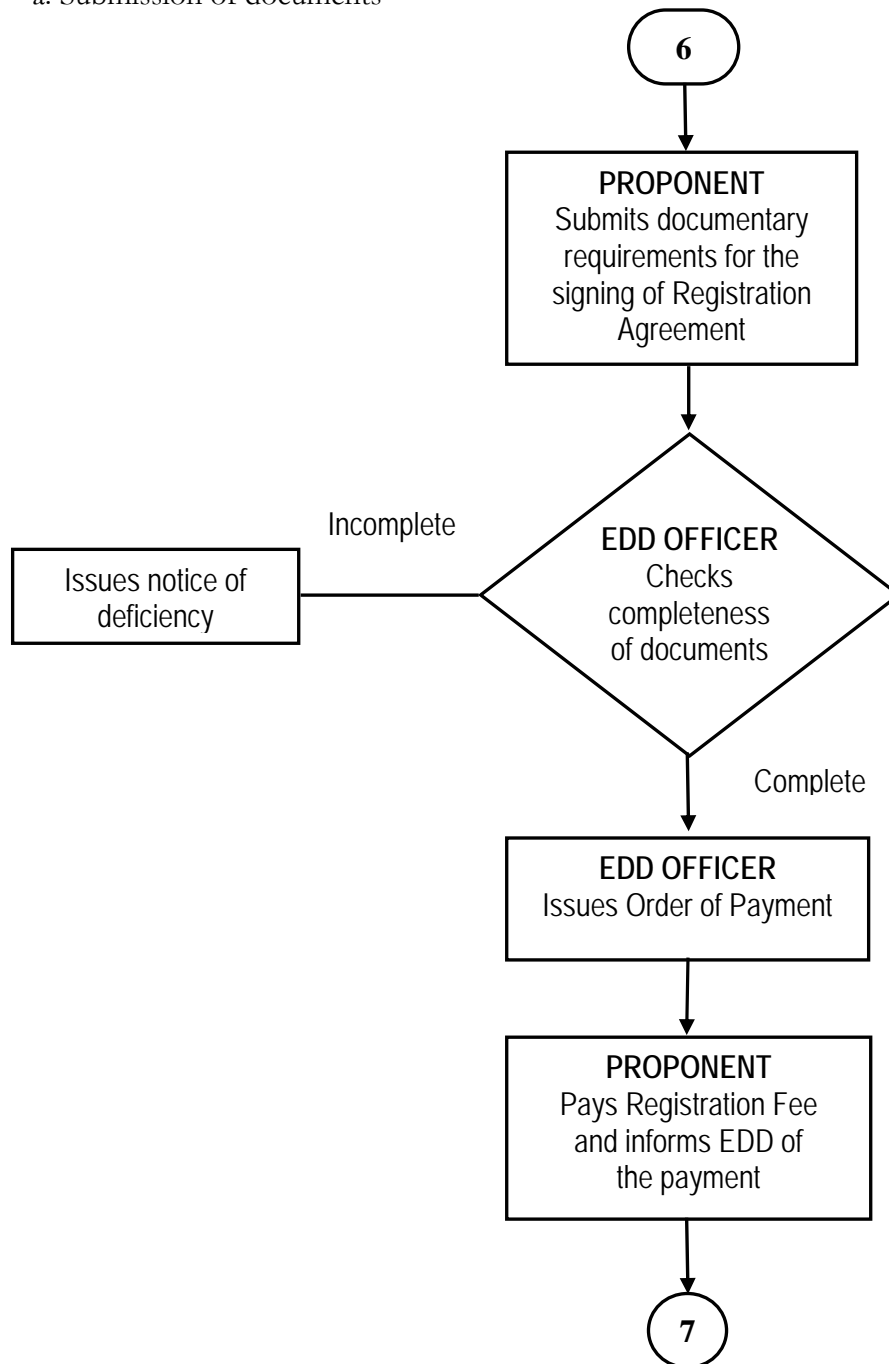 a. Submission of documents
6
PROPONENT
Submits documentary
requirements for the
signing of Registration
Agreement
Incomplete
EDD OFFICER
Checks
completeness
of documents
Issues notice of
deficiency
Complete
EDD OFFICER
Issues Order of Payment
PROPONENT
Pays Registration Fee
and informs EDD of
the payment
7